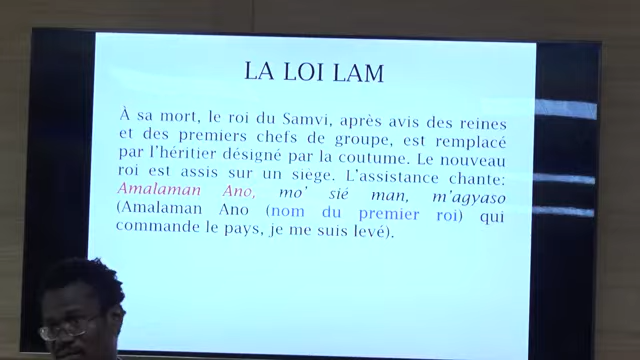 LA LOI LAM
À sa mort, le roi du Samvi, après avis des reines
et des premiers chefs de groupe, est remplacé
par l'héritier désigné par la coutume. Le nouveau
roi est assis sur un siège. L'assistance chante:
Amalaman Ano, mo' sié man, m'agyaso
(Amalaman Ano (nom du premier roi) qui
commande le pays, je me suis levé).